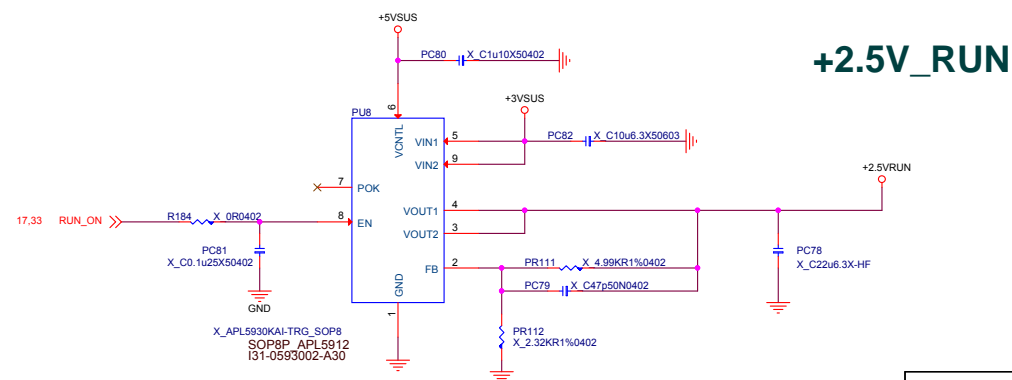 +5VSUS
+2.5V_RUN
PC80
X_C1u10X50402
+3VSUS
PU8
6
VCNTL
VIN1
5
PC82
X_C10u6.3X50603
VIN2
9
+2.5VRUN
7
POK
VOUT1
4
17,33
RUN_ON
R184
X_0R0402
8
EN
VOUT2
3
PC81
X_C0.1u25X50402
PC78
X_C22u6.3X-HF
FB
2
PR111
X_4.99KR1%0402
GND
PC79
X_C47p50N0402
GND
1
PR112
X_2.32KR1%0402
X_APL5930KAI-TRG_SOP8
SOP8P_APL5912
I31-0593002-A30